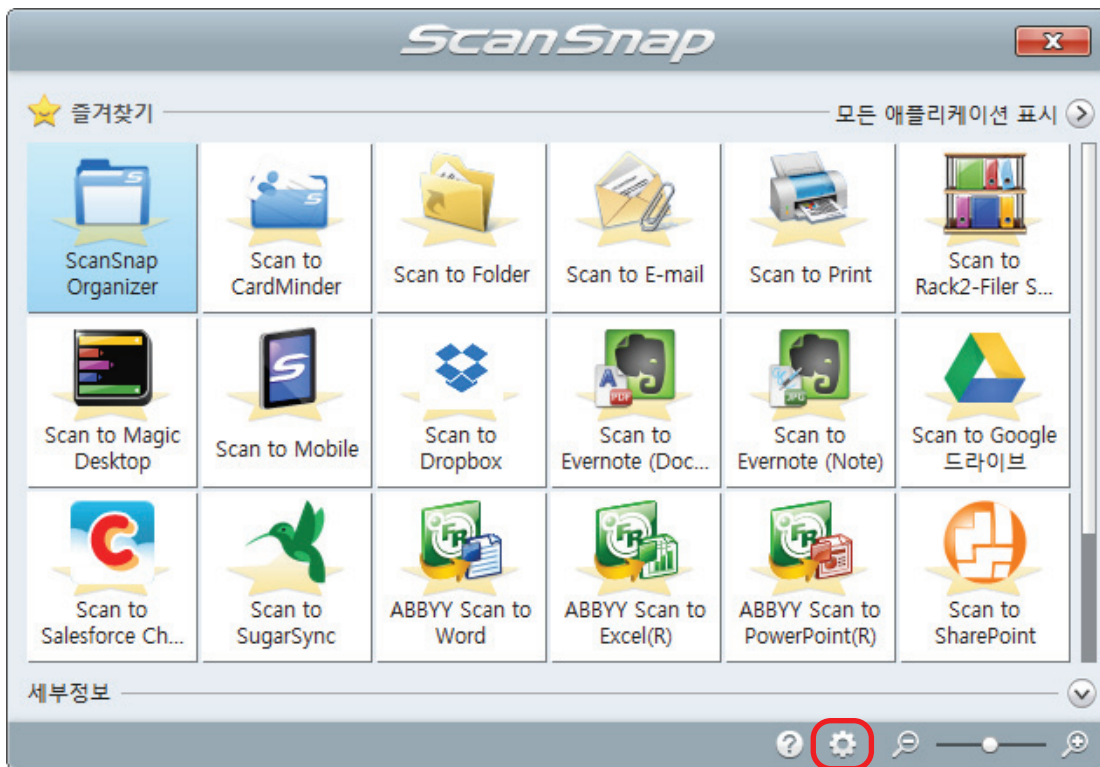 ScanSnap
즐겨찾기
모든 애플리케이션 표시
ScanSnap
Organizer
Scan to
CardMinder
Scan to Folder
Scan to E-mail
Scan to Print
Scan to
Rack2-Filer S...
Scan to Magic
Desktop
Scan to Mobile
Scan to
Dropbox
Scan to
Evernote (Doc...
Scan to
Evernote (Note)
Scan to Google
드라이브
Scan to
Salesforce Ch...
Scan to
SugarSync
ABBYY Scan to
Word
ABBYY Scan to
Excel(R)
ABBYY Scan to
PowerPoint(R)
Scan to
SharePoint
세부정보